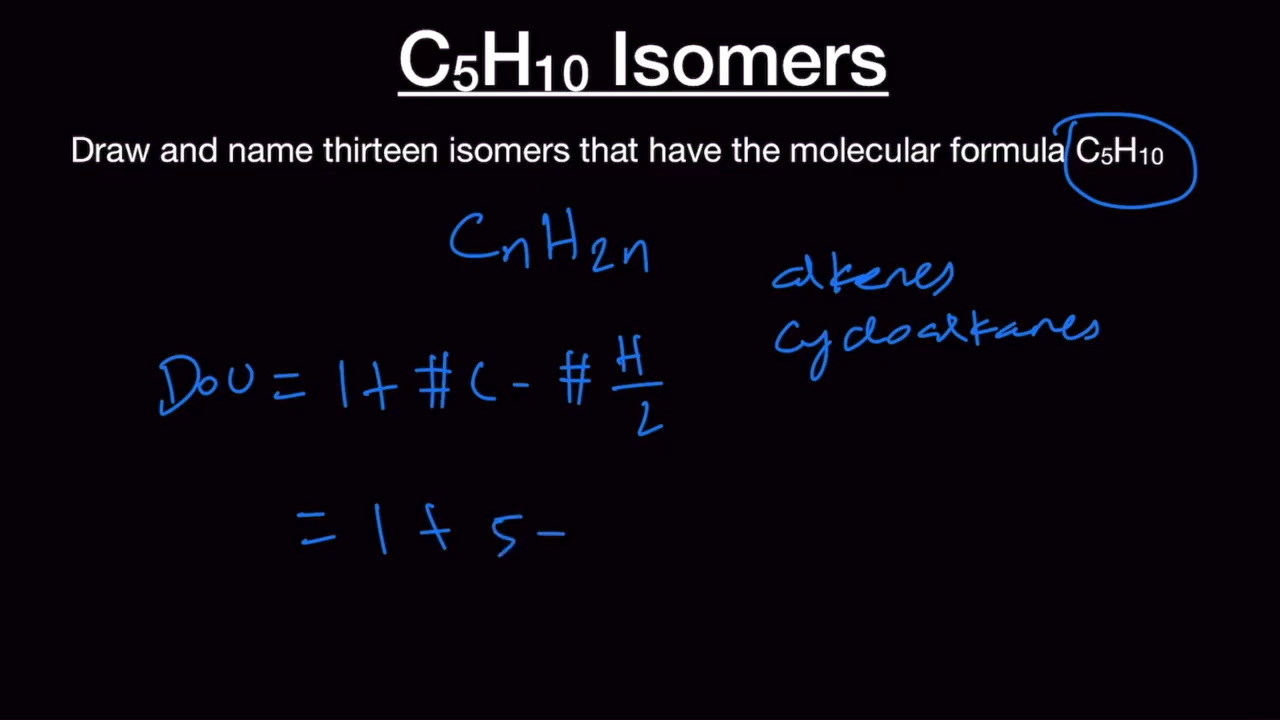 C₅H₁₀ Isomers
Draw and name thirteen isomers that have the molecular formula C₅H₁₀
CnH2n
alkenes
cycloalkanes
DoU = 1 + #C - # H/2
= 1 + 5 -